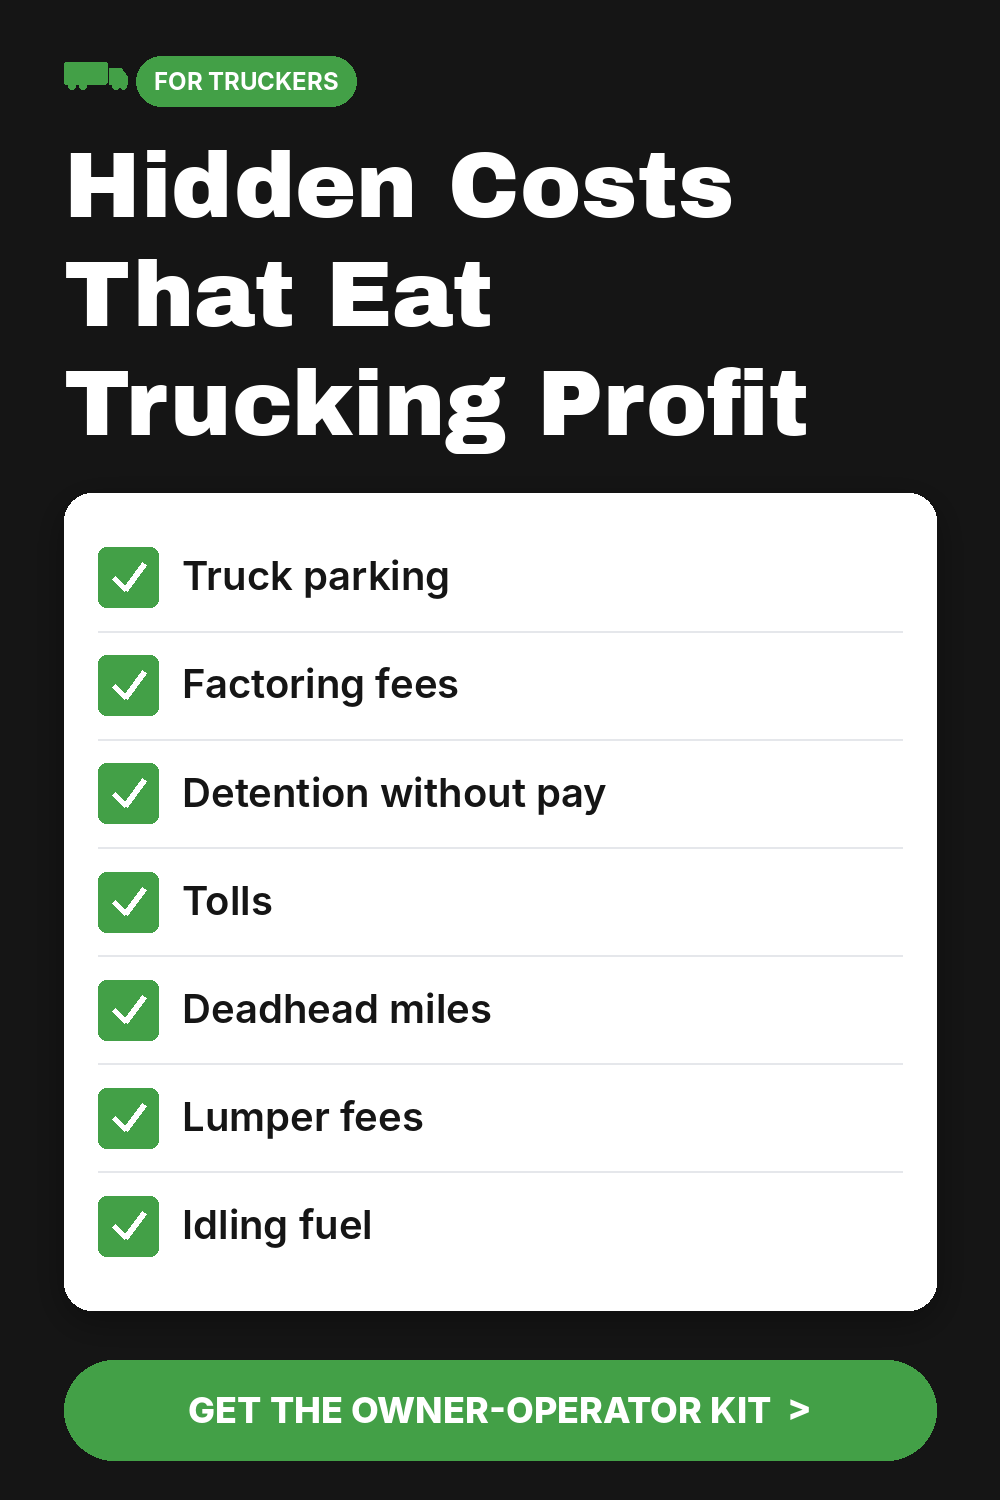 FOR TRUCKERS
Hidden Costs
That Eat
Trucking Profit
Truck parking
Factoring fees
Detention without pay
Tolls
Deadhead miles
Lumper fees
Idling fuel
GET THE OWNER-OPERATOR KIT >